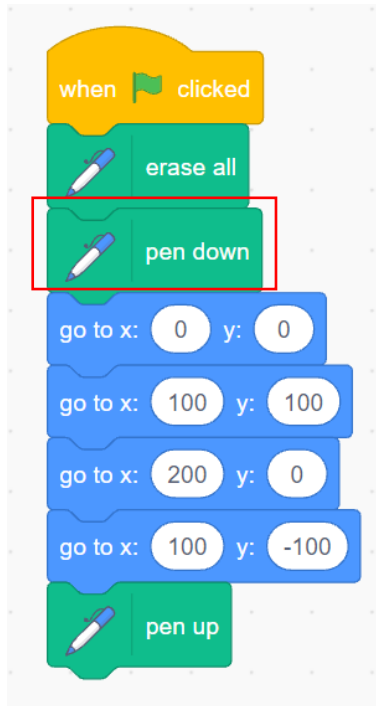 when clicked
erase all
pen down
go to x: 0 y: 0
go to x: 100 y: 100
go to x: 200 y: 0
go to x: 100 y: -100
pen up